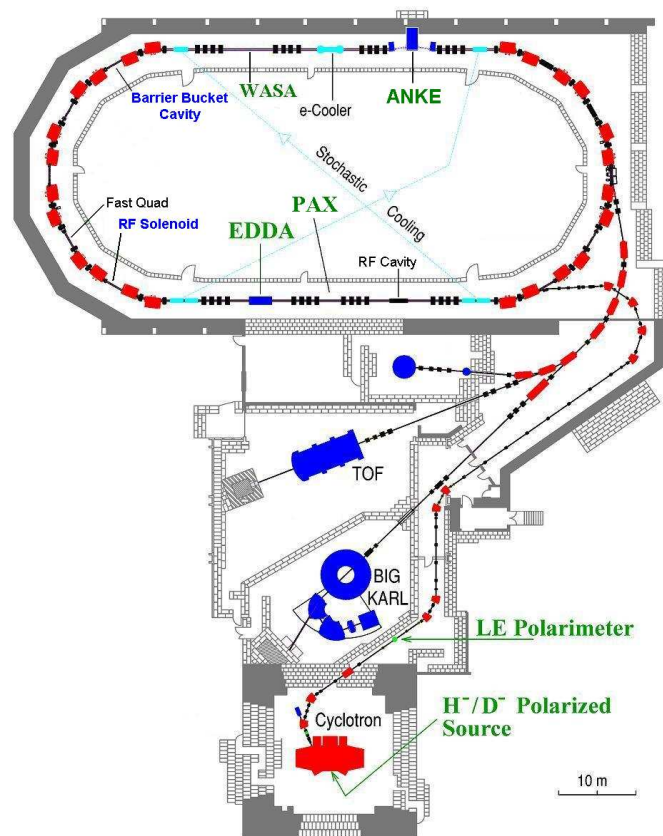 WASA
e-Cooler
ANKE
Barrier Bucket
Cavity
Stochastic
Cooling
Fast Quad
RF Solenoid
PAX
EDDA
RF Cavity
TOF
BIG
KARL
LE Polarimeter
H⁻/D⁻ Polarized
Source
Cyclotron
10 m